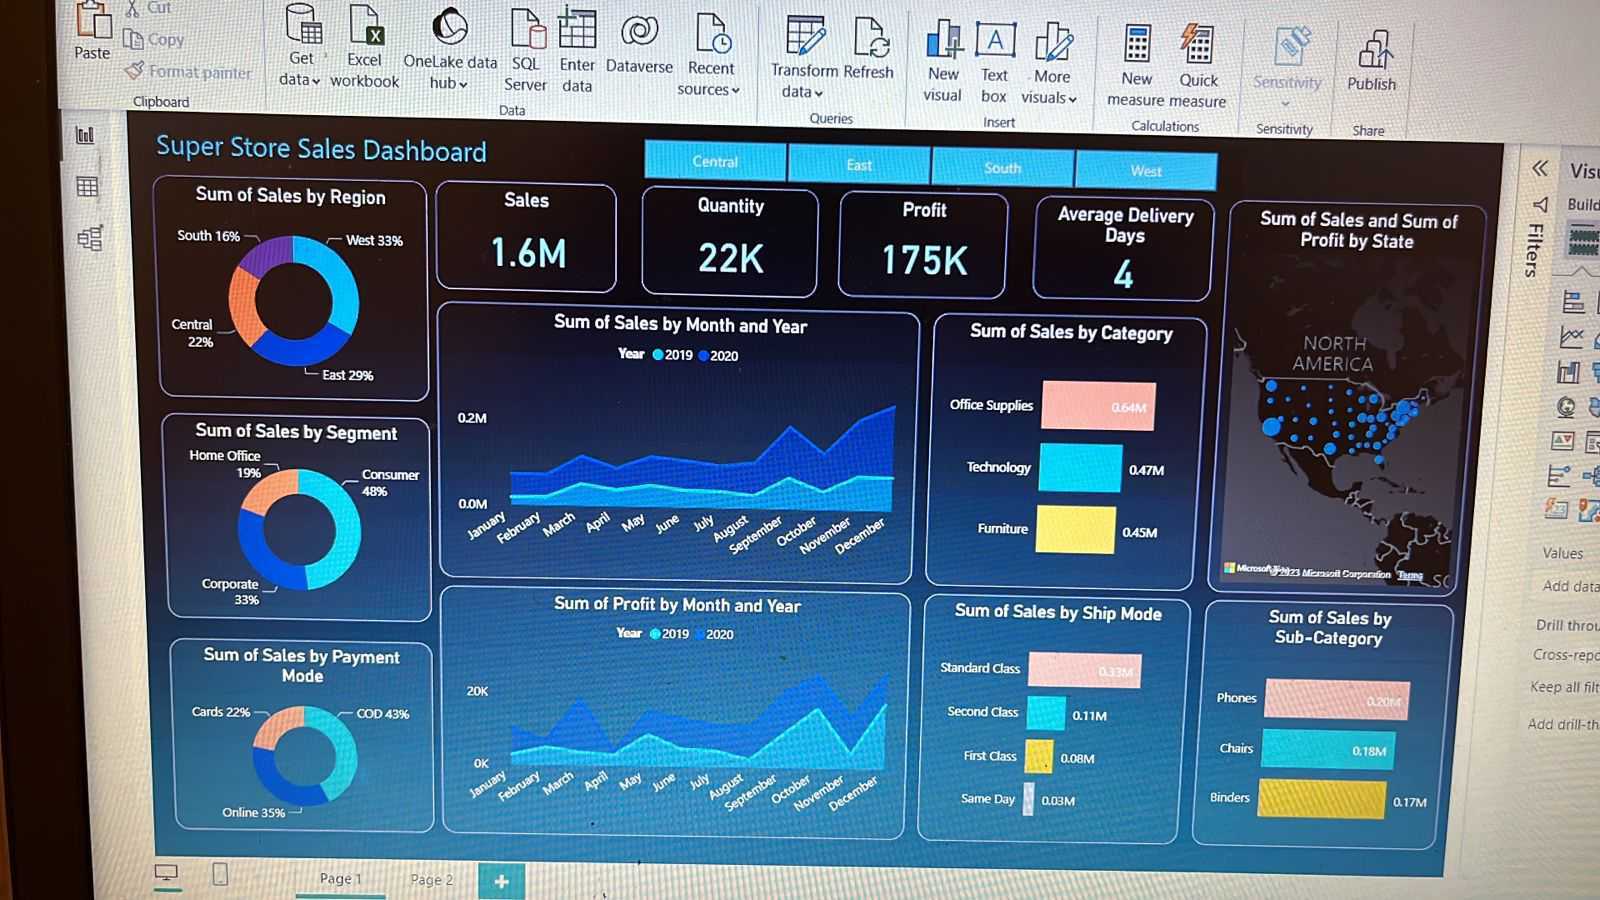 Paste
Cut
Copy
Format painter
Clipboard
Get
data
Excel
workbook
OneLake data
hub
SQL
Server
Enter
data
Dataverse
Recent
sources
Data
Transform
data
Refresh
Queries
New
visual
Text
box
More
visuals
Insert
New
measure
Quick
measure
Calculations
Sensitivity
Sensitivity
Publish
Share
Super Store Sales Dashboard
Central
East
South
West
Sum of Sales by Region
South 16%
West 33%
Central
22%
East 29%
Sales
1.6M
Quantity
22K
Profit
175K
Average Delivery
Days
4
Sum of Sales and Sum of
Profit by State
NORTH
AMERICA
© 2023 Microsoft Corporation Terms
Sum of Sales by Month and Year
Year 2019 2020
0.2M
0.0M
January
February
March
April
May
June
July
August
September
October
November
December
Sum of Sales by Category
Office Supplies 0.64M
Technology 0.47M
Furniture 0.45M
Sum of Sales by Segment
Home Office
19%
Consumer
48%
Corporate
33%
Sum of Profit by Month and Year
Year 2019 2020
20K
0K
January
February
March
April
May
June
July
August
September
October
November
December
Sum of Sales by Ship Mode
Standard Class 0.33M
Second Class 0.11M
First Class 0.08M
Same Day 0.03M
Sum of Sales by
Sub-Category
Phones 0.20M
Chairs 0.18M
Binders 0.17M
Sum of Sales by Payment
Mode
Cards 22%
COD 43%
Online 35%
Filters
Build
Values
Add data
Drill throu
Cross-repo
Keep all filt
Add drill-th
Page 1
Page 2